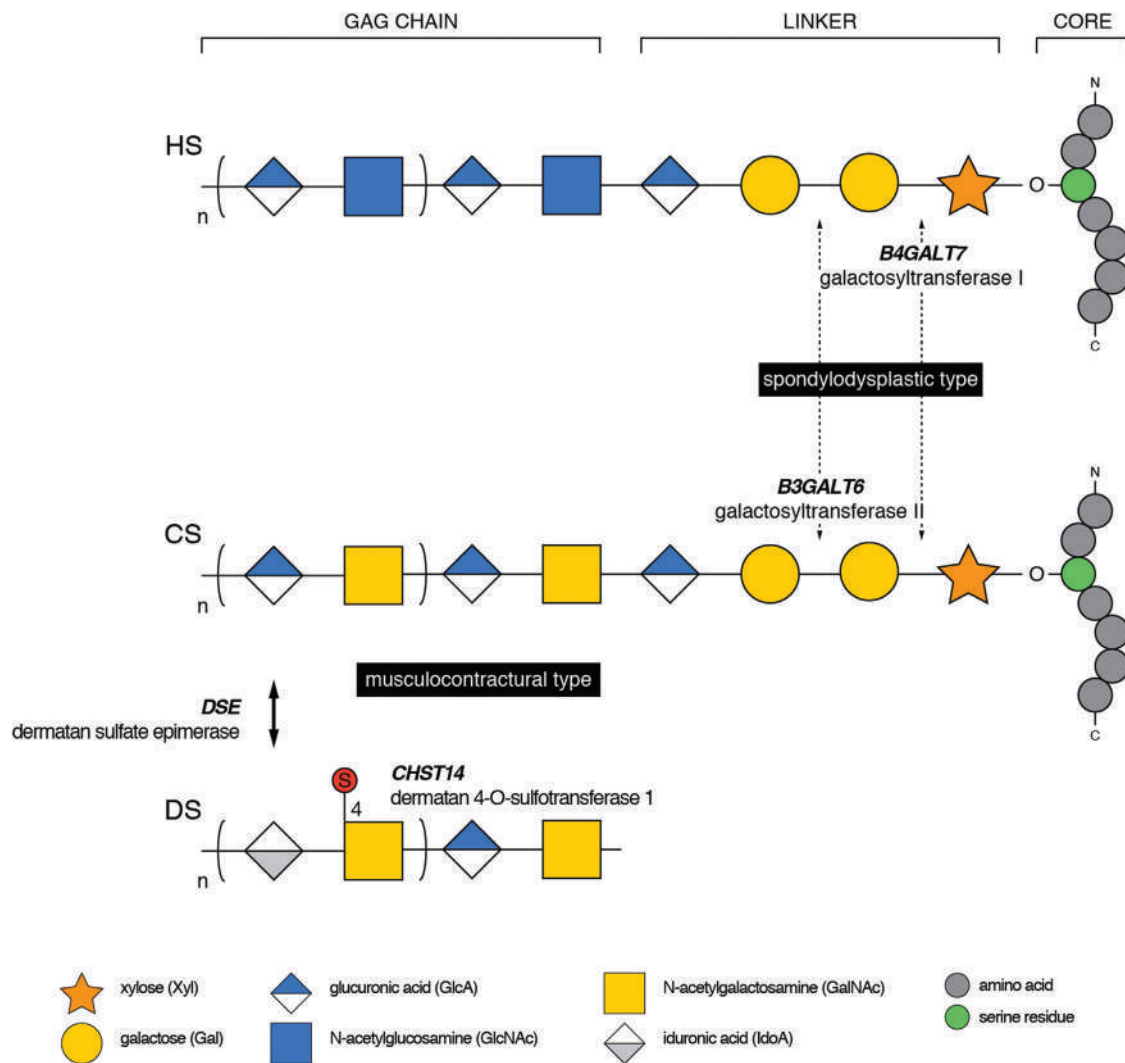 GAG CHAIN LINKER CORE
N
HS
n
O
C
B4GALT7
galactosyltransferase I
spondylodysplastic type
B3GALT6
galactosyltransferase II
N
CS
n
O
C
musculocontractural type
DSE
dermatan sulfate epimerase
S
4
CHST14
dermatan 4-O-sulfotransferase 1
DS
n
xylose (Xyl) glucuronic acid (GlcA) N-acetylgalactosamine (GalNAc) amino acid
serine residue
galactose (Gal) N-acetylglucosamine (GlcNAc) iduronic acid (IdoA)